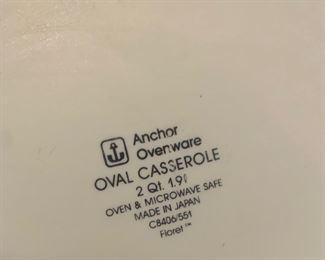 Anchor
Ovenware
OVAL CASSEROLE
2 Qt. 1.9l
OVEN & MICROWAVE SAFE
MADE IN JAPAN
C8406/551
Floret™